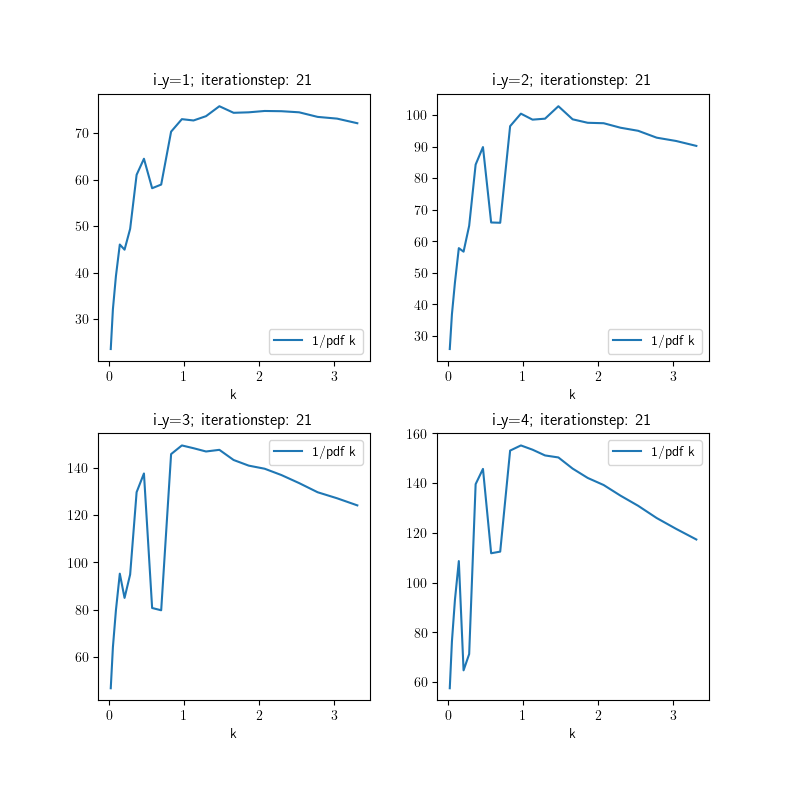 i_y=1; iterationstep: 21
70
60
50
40
30
1/pdf k
0 1 2 3
k
i_y=2; iterationstep: 21
100
90
80
70
60
50
40
30
1/pdf k
0 1 2 3
k
i_y=3; iterationstep: 21
1/pdf k
140
120
100
80
60
0 1 2 3
k
i_y=4; iterationstep: 21
160
1/pdf k
140
120
100
80
60
0 1 2 3
k